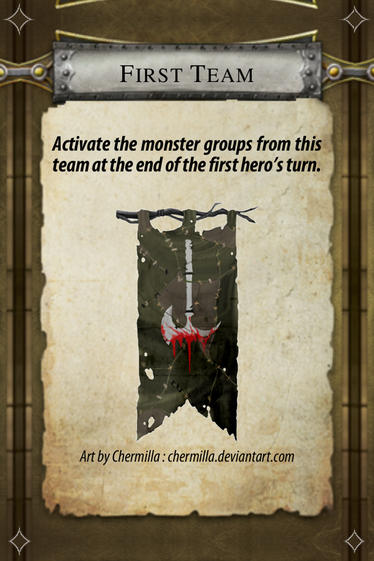 First Team
Activate the monster groups from this
team at the end of the first hero's turn.
Art by Chermilla : chermilla.deviantart.com